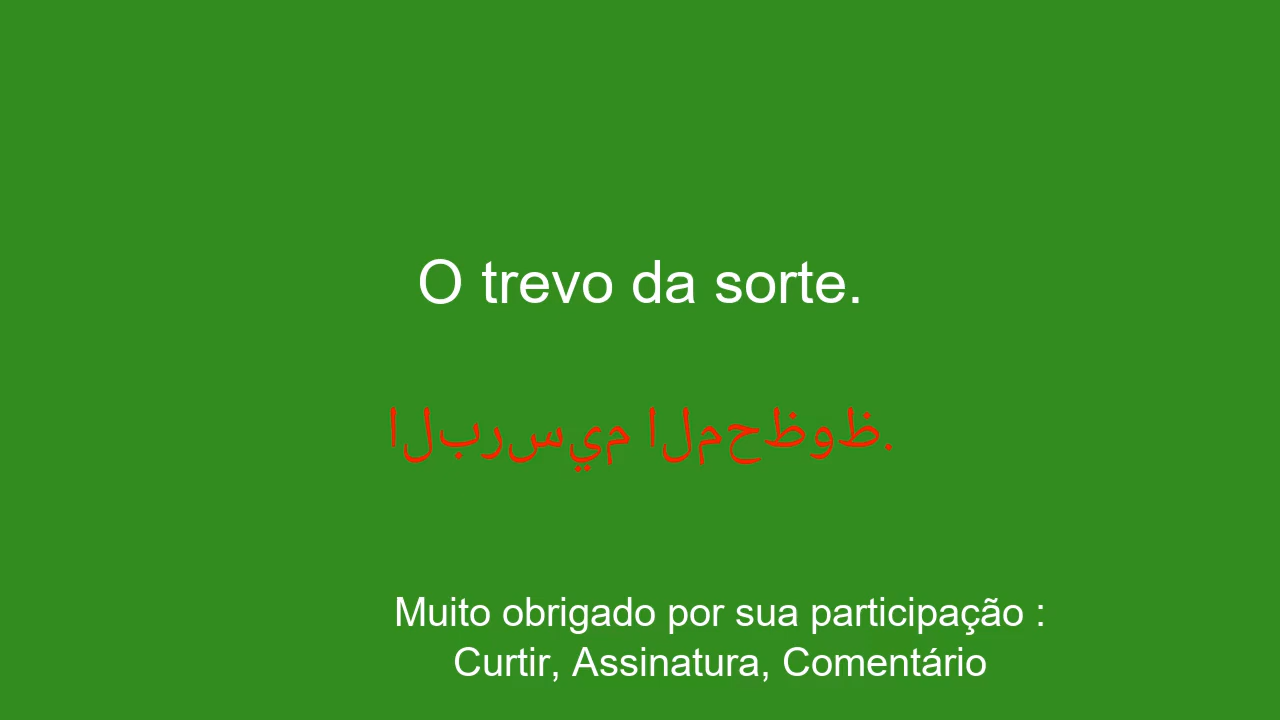 O trevo da sorte.
البرسيم المحظوظ.
Muito obrigado por sua participação :
Curtir, Assinatura, Comentário